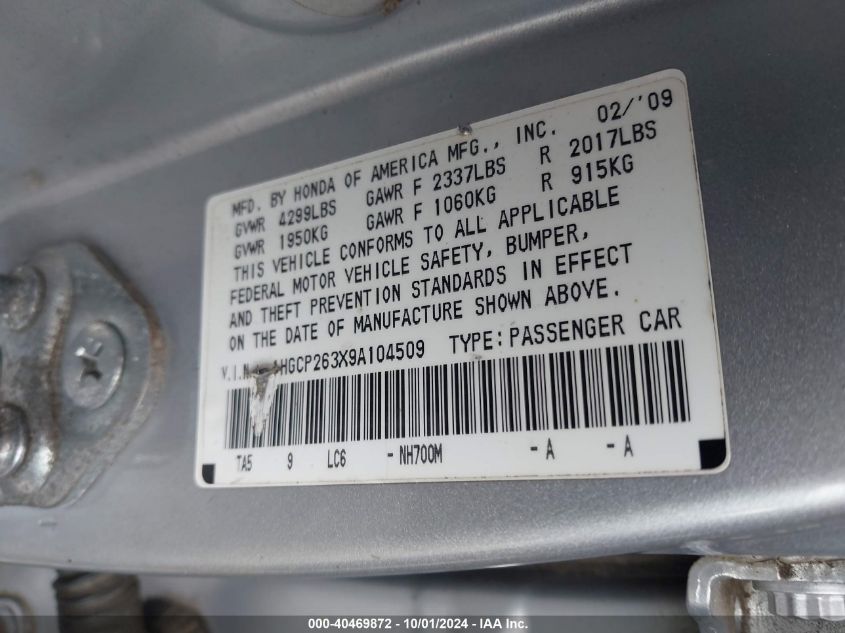 02/'09
MFD. BY HONDA OF AMERICA MFG., INC.
GVWR 4299LBS GAWR F 2337LBS R 2017LBS
GVWR 1950KG GAWR F 1060KG R 915KG
THIS VEHICLE CONFORMS TO ALL APPLICABLE
FEDERAL MOTOR VEHICLE SAFETY, BUMPER,
AND THEFT PREVENTION STANDARDS IN EFFECT
ON THE DATE OF MANUFACTURE SHOWN ABOVE.
V.I.N HGCP263X9A104509 TYPE: PASSENGER CAR
TA5 9 LC6 - NH700M - A - A
000-40469872 / 10/01/2024 - IAA Inc.